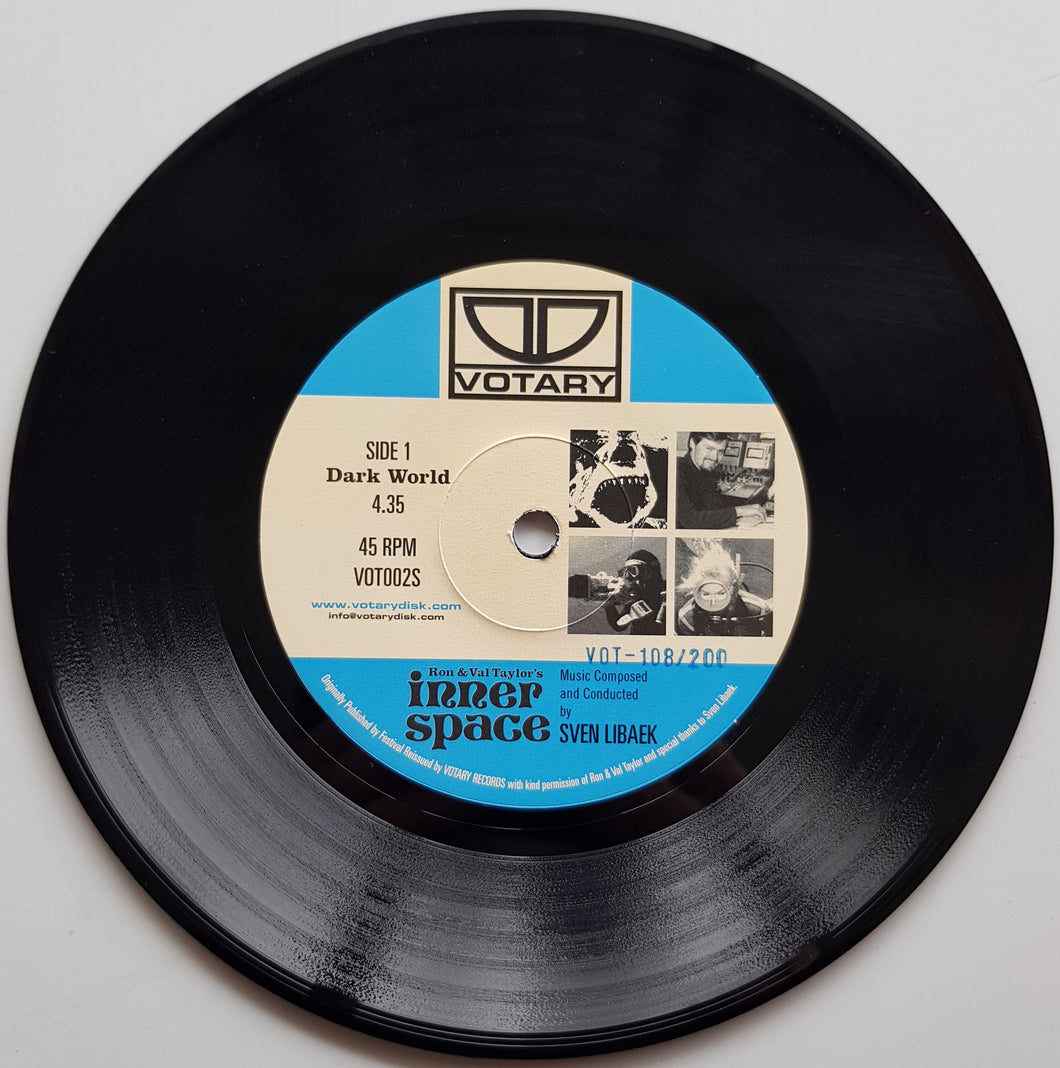 VOTARY
SIDE 1
Dark World
4.35
45 RPM
VOT002S
www.votarydisk.com
info@votarydisk.com
VOT-108/200
Ron & Val Taylor's
inner
space
Music Composed
and Conducted
by
SVEN LIBAEK
Originally Published by Festival Reissued by VOTARY RECORDS with kind permission of Ron & Val Taylor and special thanks to Sven Libaek.